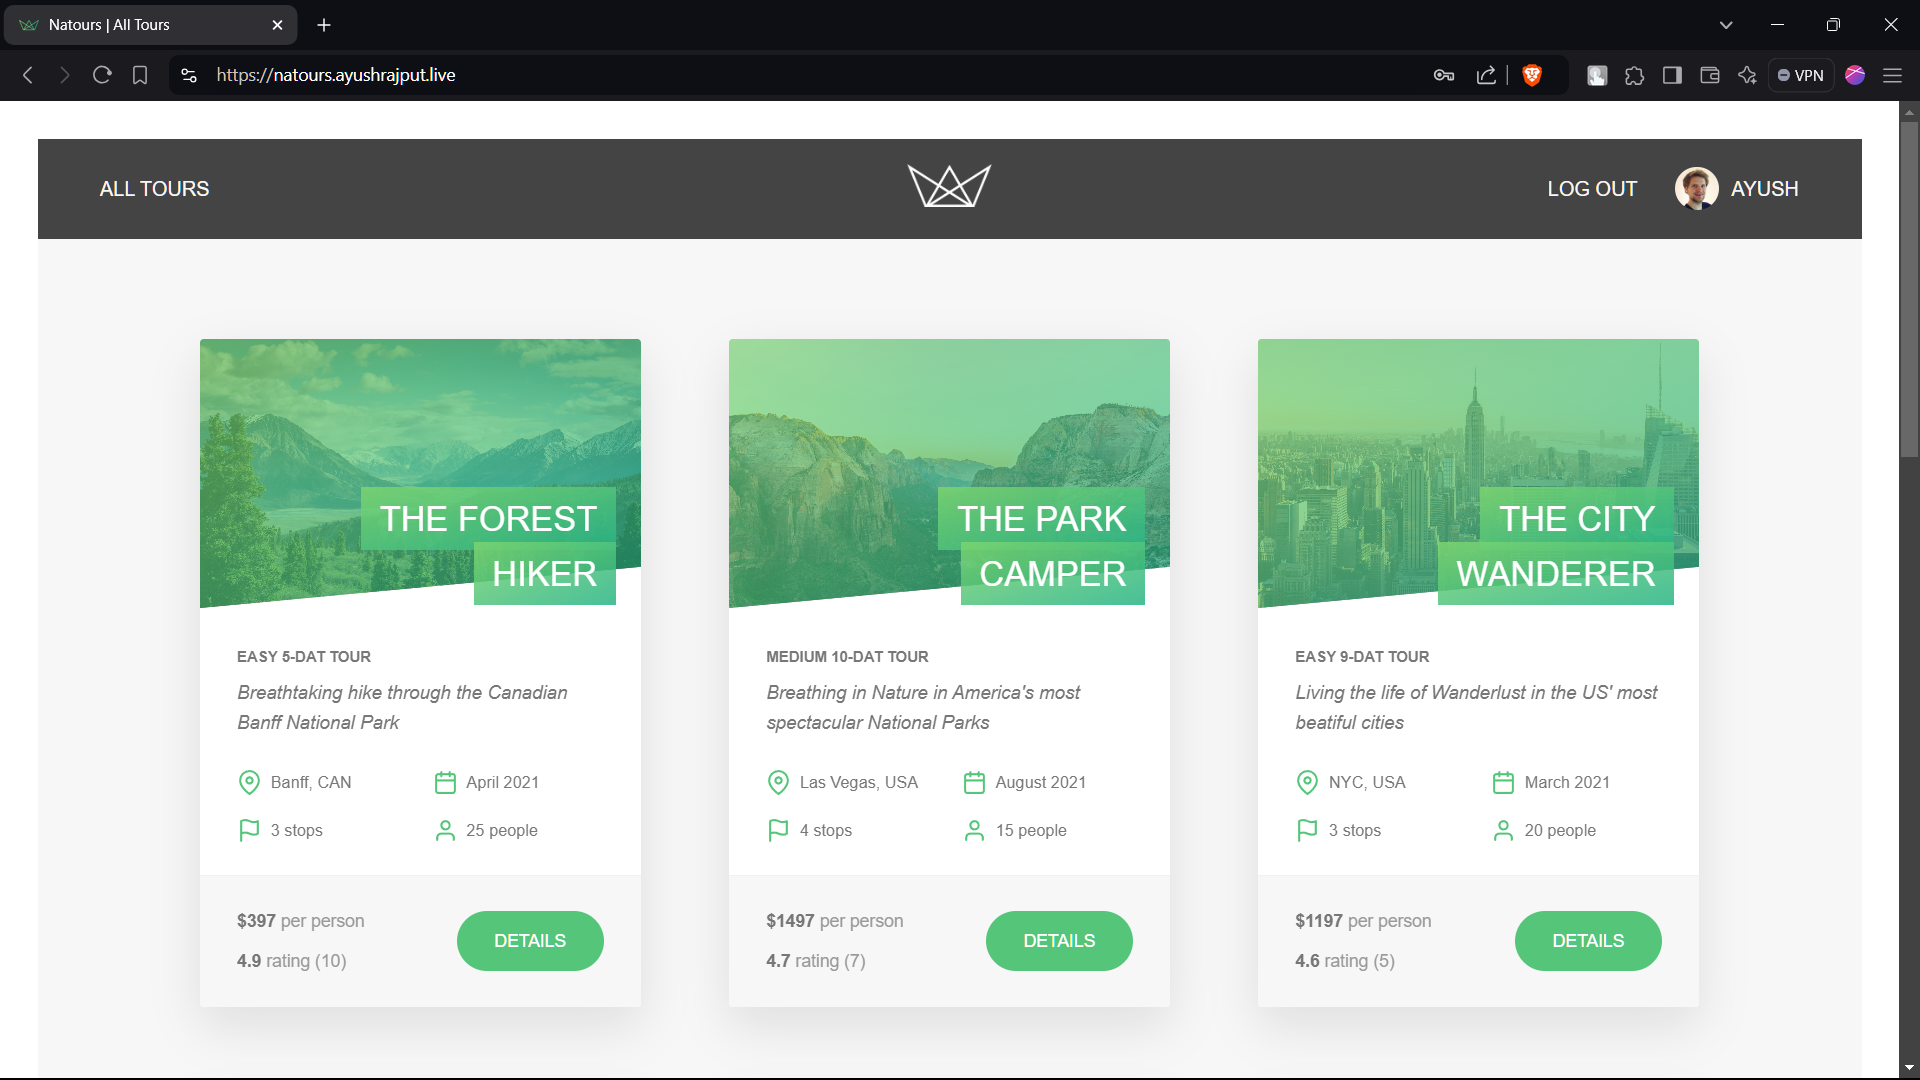 Natours | All Tours
https://natours.ayushrajput.live
VPN
ALL TOURS
LOG OUT
AYUSH
THE FOREST
HIKER
EASY 5-DAT TOUR
Breathtaking hike through the Canadian
Banff National Park
Banff, CAN
April 2021
3 stops
25 people
$397 per person
4.9 rating (10)
DETAILS
THE PARK
CAMPER
MEDIUM 10-DAT TOUR
Breathing in Nature in America's most
spectacular National Parks
Las Vegas, USA
August 2021
4 stops
15 people
$1497 per person
4.7 rating (7)
DETAILS
THE CITY
WANDERER
EASY 9-DAT TOUR
Living the life of Wanderlust in the US' most
beatiful cities
NYC, USA
March 2021
3 stops
20 people
$1197 per person
4.6 rating (5)
DETAILS